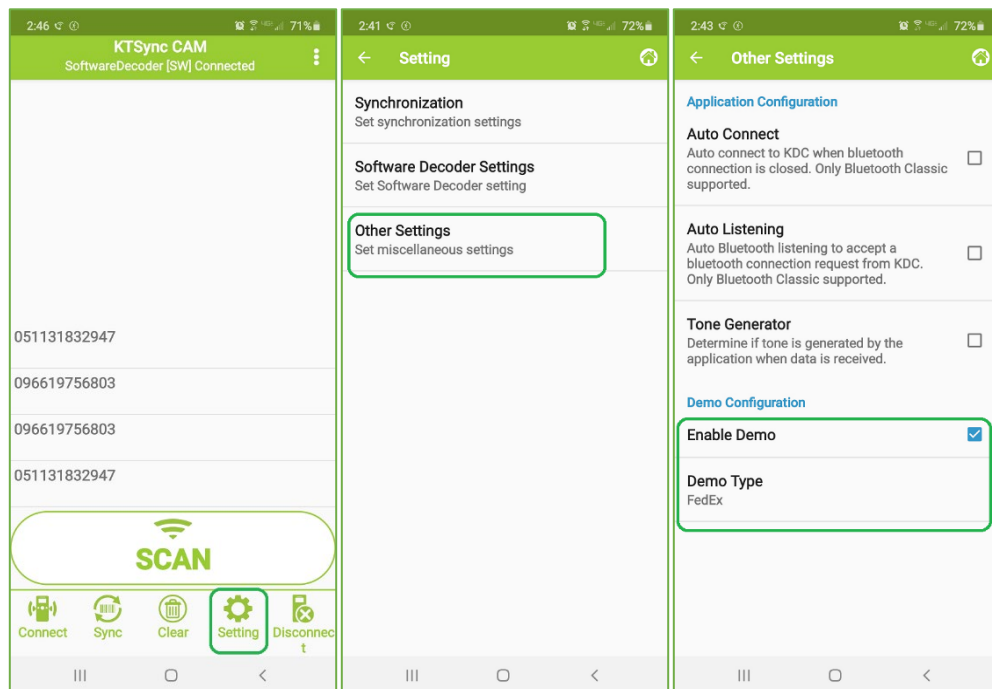 2:46
71%
KTSync CAM
SoftwareDecoder [SW] Connected
051131832947
096619756803
096619756803
051131832947
SCAN
Connect
Sync
Clear
Setting
Disconnec
t
2:41
72%
Setting
Synchronization
Set synchronization settings
Software Decoder Settings
Set Software Decoder setting
Other Settings
Set miscellaneous settings
2:43
72%
Other Settings
Application Configuration
Auto Connect
Auto connect to KDC when bluetooth
connection is closed. Only Bluetooth Classic
supported.
Auto Listening
Auto Bluetooth listening to accept a
bluetooth connection request from KDC.
Only Bluetooth Classic supported.
Tone Generator
Determine if tone is generated by the
application when data is received.
Demo Configuration
Enable Demo
Demo Type
FedEx